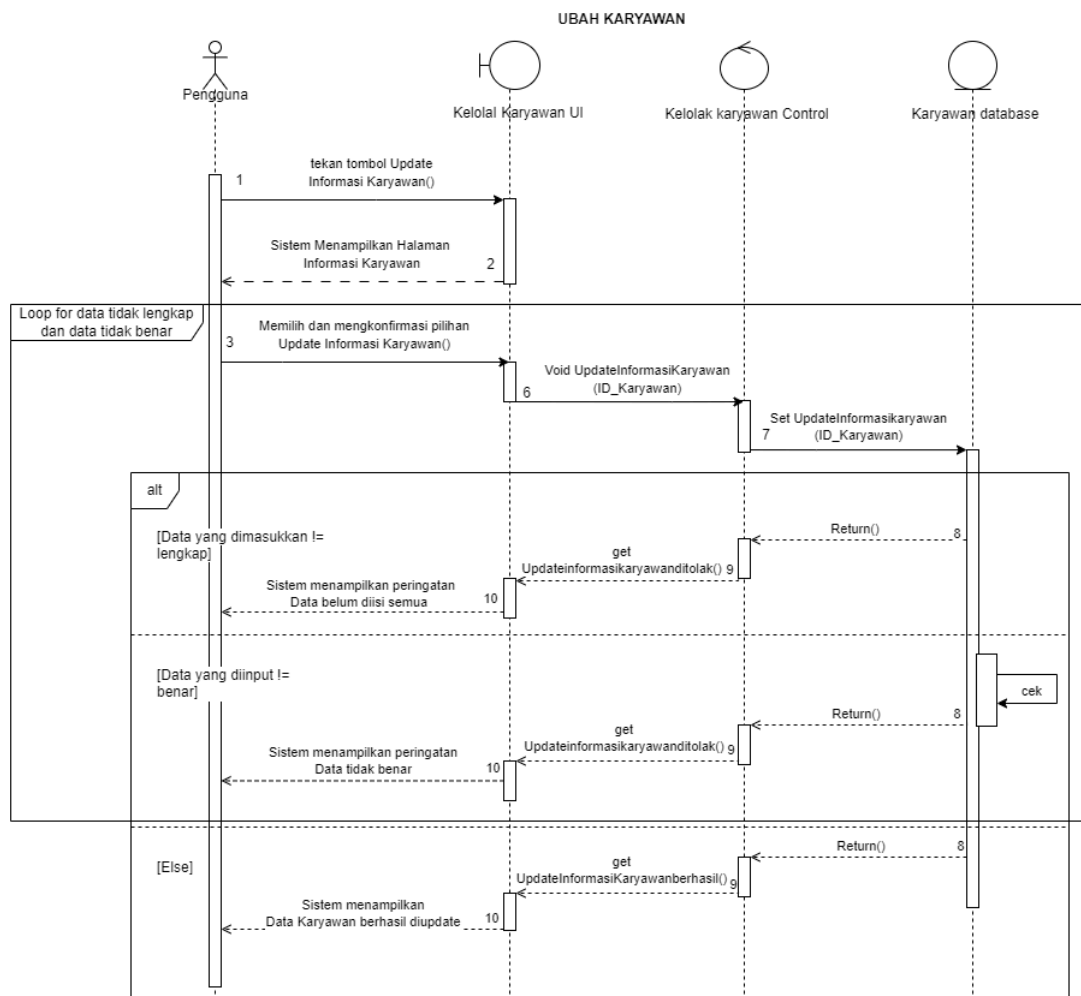 UBAH KARYAWAN
Pengguna
Kelolal Karyawan UI
Kelolak karyawan Control
Karyawan database
tekan tombol Update
1
Informasi Karyawan()
Sistem Menampilkan Halaman
Informasi Karyawan
2
Loop for data tidak lengkap
dan data tidak benar
Memilih dan mengkonfirmasi pilihan
3
Update Informasi Karyawan()
Void UpdateInformasiKaryawan
6
(ID_Karyawan)
Set UpdateInformasikaryawan
7
(ID_Karyawan)
alt
[Data yang dimasukkan !=
lengkap]
Return()
8
get
Updateinformasikaryawanditolak()
9
Sistem menampilkan peringatan
Data belum diisi semua
10
[Data yang diinput !=
benar]
cek
Return()
8
get
Updateinformasikaryawanditolak()
9
Sistem menampilkan peringatan
Data tidak benar
10
[Else]
Return()
8
get
UpdateInformasiKaryawanberhasil()
9
Sistem menampilkan
Data Karyawan berhasil diupdate
10